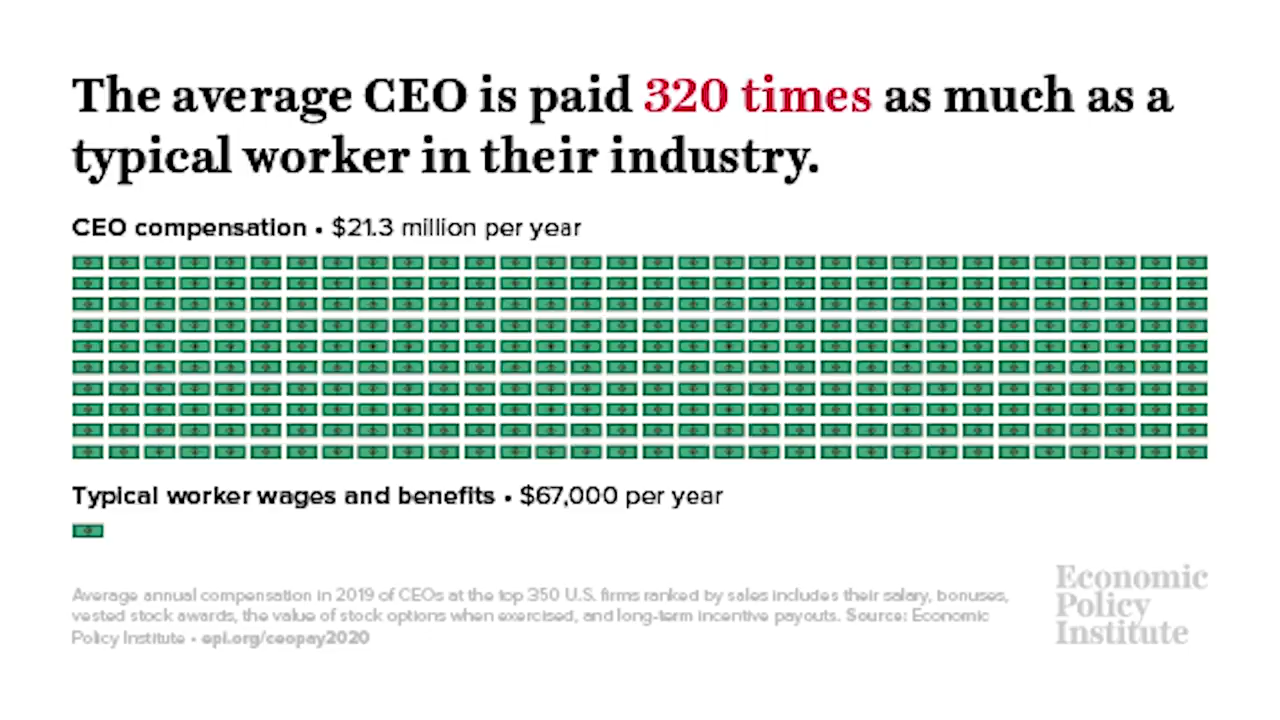 The average CEO is paid 320 times as much as a
typical worker in their industry.
CEO compensation • $21.3 million per year
Typical worker wages and benefits • $67,000 per year
Average annual compensation in 2019 of CEOs at the top 350 U.S. firms ranked by sales includes their salary, bonuses,
vested stock awards, the value of stock options when exercised, and long-term incentive payouts. Source: Economic
Policy Institute • epi.org/ceopay2020
Economic
Policy
Institute